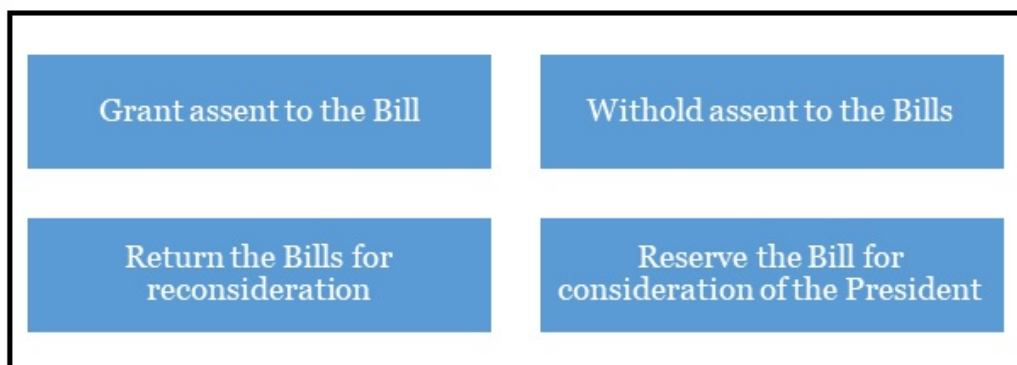 Grant assent to the Bill
Withold assent to the Bills
Return the Bills for
reconsideration
Reserve the Bill for
consideration of the President